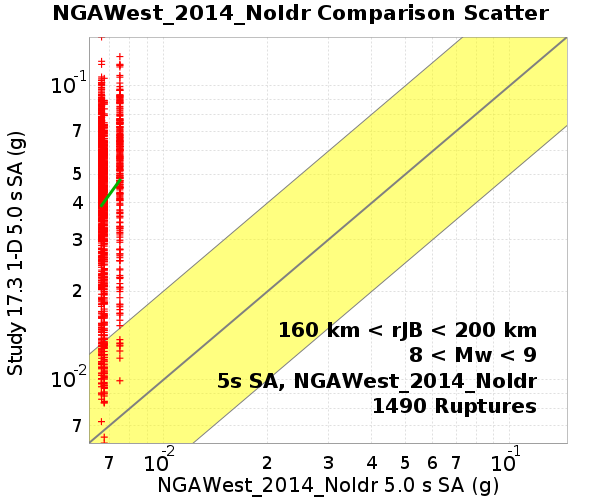 NGAWest_2014_NoIdr Comparison Scatter
Study 17.3 1-D 5.0 s SA (g)
10⁻¹
7
5
4
3
2
10⁻²
7
160 km < rJB < 200 km
8 < Mw < 9
5s SA, NGAWest_2014_NoIdr
1490 Ruptures
7 10⁻² 2 3 4 5 6 7 10⁻¹
NGAWest_2014_NoIdr 5.0 s SA (g)